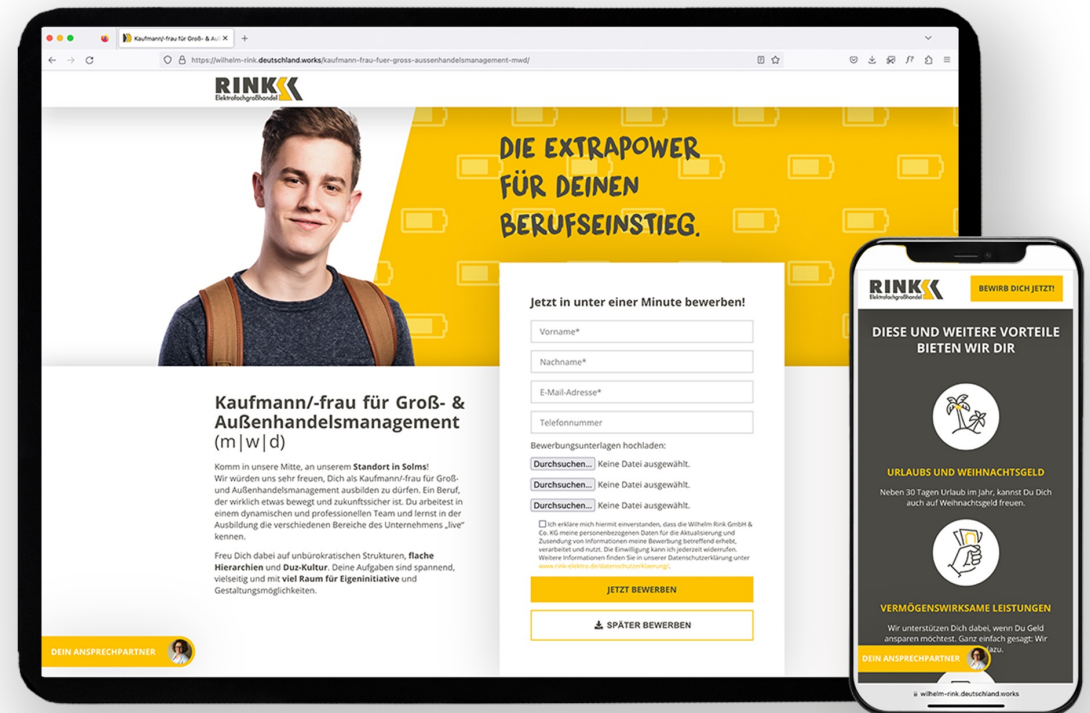 Kaufmann/-frau für Groß- & Auß
https://wilhelm-rink.deutschland.works/kaufmann-frau-fuer-gross-aussenhandelsmanagement-mwd/
RINK
Elektrofachgroßhandel
DIE EXTRAPOWER
FÜR DEINEN
BERUFSEINSTIEG.
Jetzt in unter einer Minute bewerben!
Vorname*
Nachname*
E-Mail-Adresse*
Telefonnummer
Bewerbungsunterlagen hochladen:
Durchsuchen... Keine Datei ausgewählt.
Durchsuchen... Keine Datei ausgewählt.
Durchsuchen... Keine Datei ausgewählt.
Ich erkläre mich hiermit einverstanden, dass die Wilhelm Rink GmbH &
Co. KG meine personenbezogenen Daten für die Aktualisierung und
Zusendung von Informationen meine Bewerbung betreffend erhebt,
verarbeitet und nutzt. Die Einwilligung kann ich jederzeit widerrufen.
Weitere Informationen finden Sie in unserer Datenschutzerklärung unter
www.rink-elektro.de/datenschutzerklaerung/.
JETZT BEWERBEN
SPÄTER BEWERBEN
Kaufmann/-frau für Groß- &
Außenhandelsmanagement
(m|w|d)
Komm in unsere Mitte, an unserem Standort in Solms!
Wir würden uns sehr freuen, Dich als Kaufmann/-frau für Groß-
und Außenhandelsmanagement ausbilden zu dürfen. Ein Beruf,
der wirklich etwas bewegt und zukunftssicher ist. Du arbeitest in
einem dynamischen und professionellen Team und lernst in der
Ausbildung die verschiedenen Bereiche des Unternehmens „live"
kennen.
Freu Dich dabei auf unbürokratischen Strukturen, flache
Hierarchien und Duz-Kultur. Deine Aufgaben sind spannend,
vielseitig und mit viel Raum für Eigeninitiative und
Gestaltungsmöglichkeiten.
DEIN ANSPRECHPARTNER
RINK
Elektrofachgroßhandel
BEWIRB DICH JETZT!
DIESE UND WEITERE VORTEILE
BIETEN WIR DIR
URLAUBS UND WEIHNACHTSGELD
Neben 30 Tagen Urlaub im Jahr, kannst Du Dich
auch auf Weihnachtsgeld freuen.
VERMÖGENSWIRKSAME LEISTUNGEN
Wir unterstützen Dich dabei, wenn Du Geld
ansparen möchtest. Ganz einfach gesagt: Wir
dazu.
DEIN ANSPRECHPARTNER
wilhelm-rink.deutschland.works